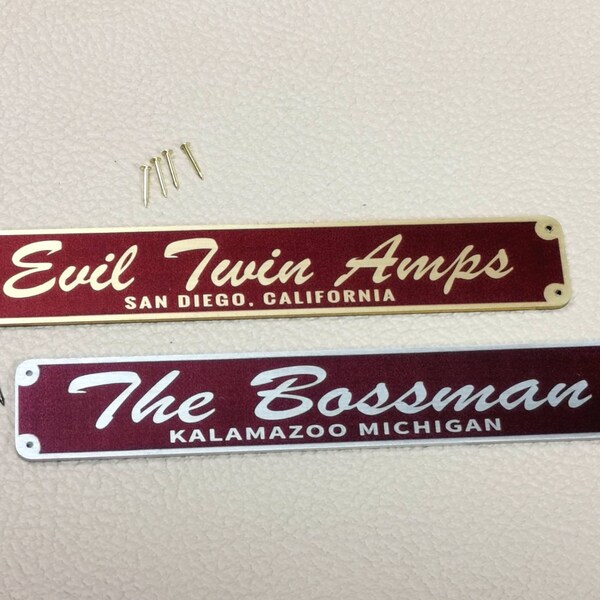 Evil Twin Amps
SAN DIEGO, CALIFORNIA
The Bossman
KALAMAZOO MICHIGAN